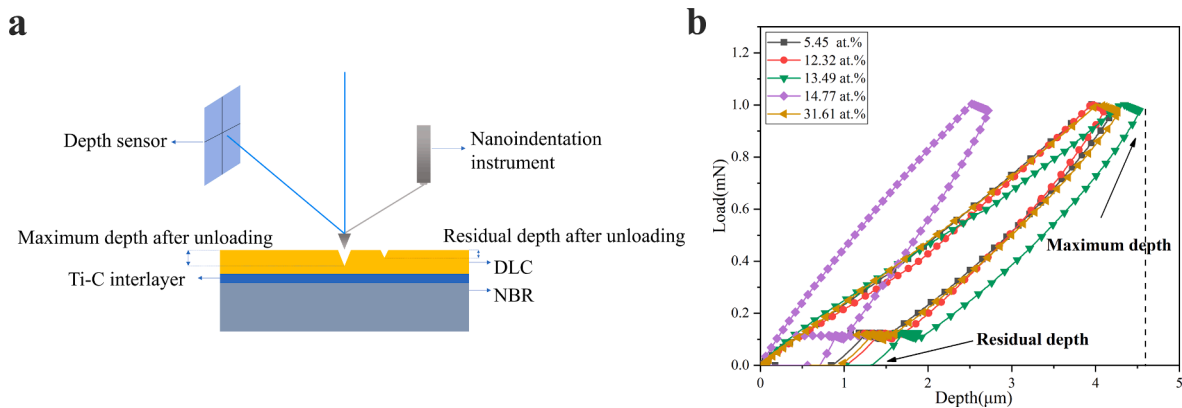 a
Depth sensor
Nanoindentation
instrument
Maximum depth after unloading
Residual depth after unloading
DLC
Ti-C interlayer
NBR
b
5.45 at.%
12.32 at.%
13.49 at.%
14.77 at.%
31.61 at.%
Maximum depth
Residual depth
Load(mN)
1.2
1.0
0.8
0.6
0.4
0.2
0.0
0 1 2 3 4 5
Depth(μm)